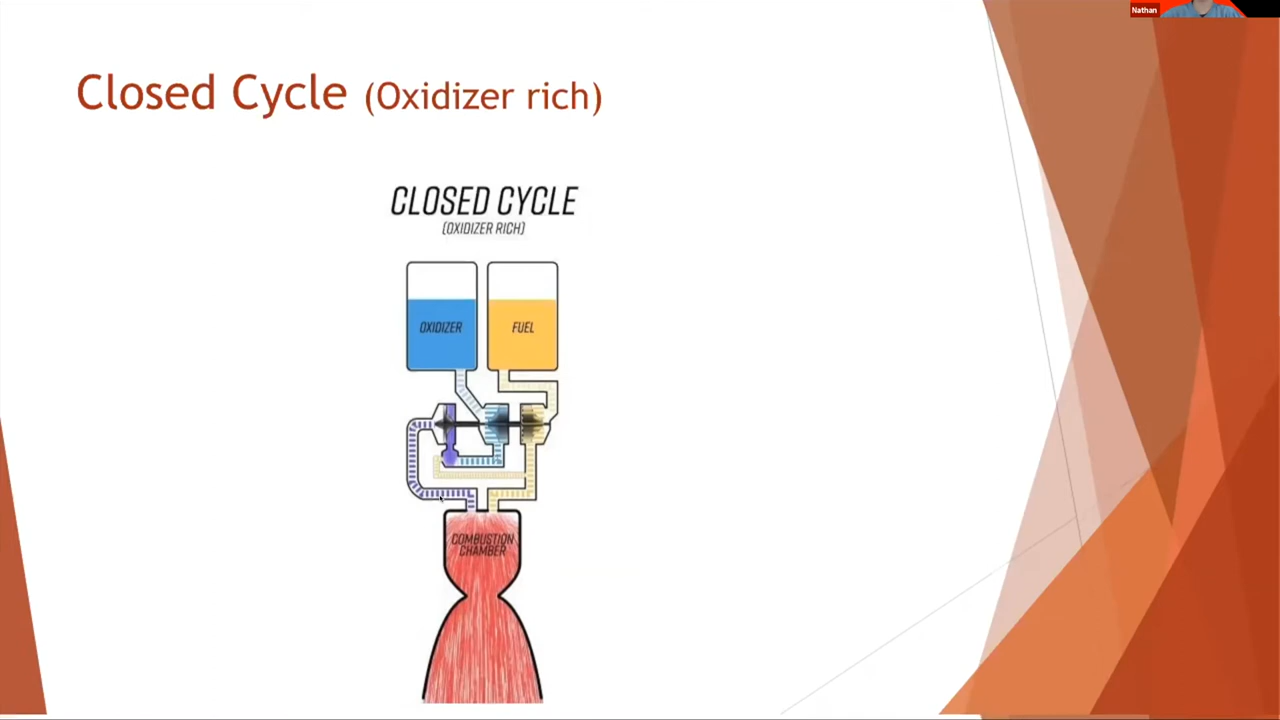 Nathan
Closed Cycle (Oxidizer rich)
CLOSED CYCLE
(OXIDIZER RICH)
OXIDIZER
FUEL
COMBUSTION
CHAMBER